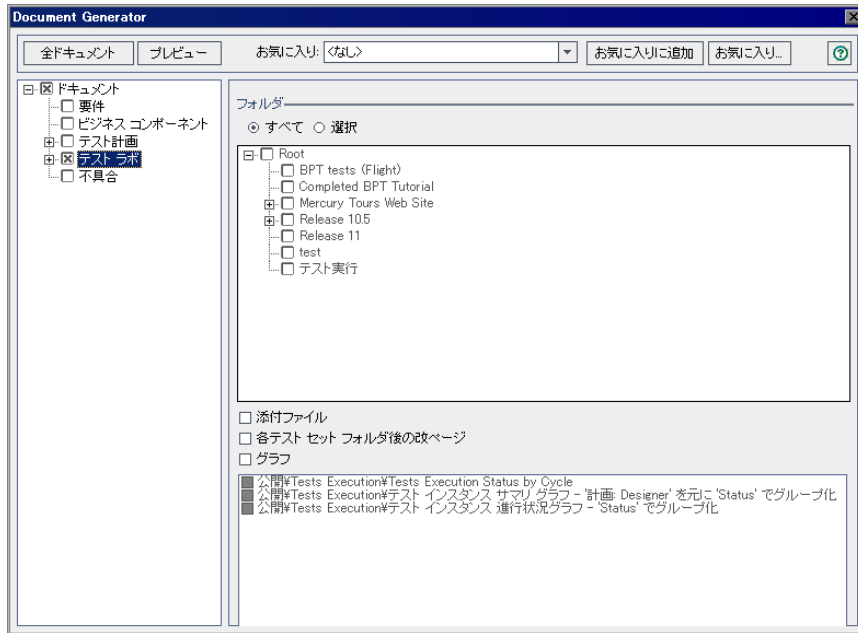 Document Generator
全ドキュメント
プレビュー
お気に入り: <なし>
お気に入りに追加
お気に入り...
ドキュメント
要件
ビジネス コンポーネント
テスト計画
テスト ラボ
不具合
フォルダ
すべて
選択
Root
BPT tests (Flight)
Completed BPT Tutorial
Mercury Tours Web Site
Release 10.5
Release 11
test
テスト実行
添付ファイル
各テスト セット フォルダ後の改ページ
グラフ
公開¥Tests Execution¥Tests Execution Status by Cycle
公開¥Tests Execution¥テスト インスタンス サマリ グラフ - '計画: Designer' を元に 'Status' でグループ化
公開¥Tests Execution¥テスト インスタンス 進行状況グラフ - 'Status' でグループ化